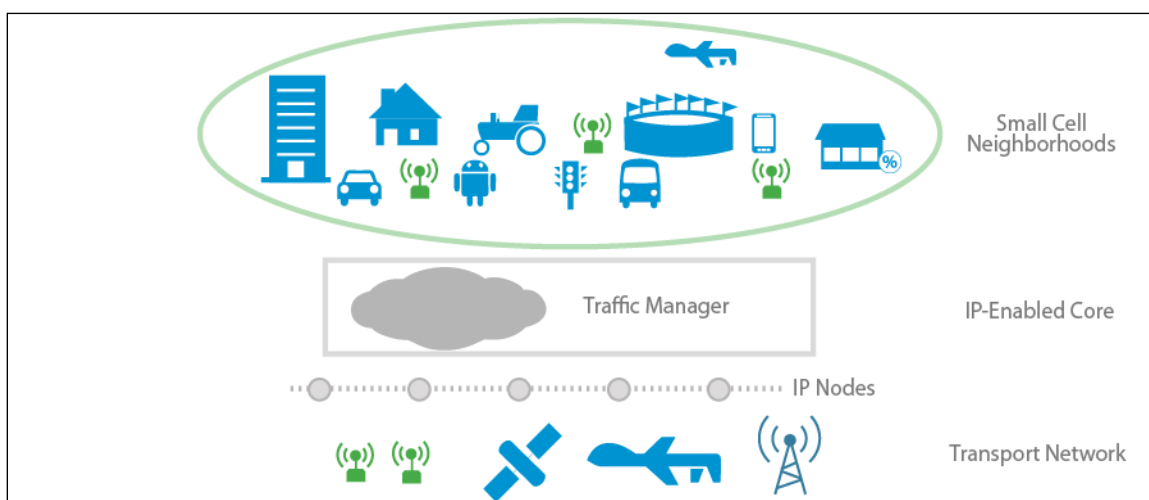 Small Cell
Neighborhoods
%
Traffic Manager
IP-Enabled Core
IP Nodes
Transport Network